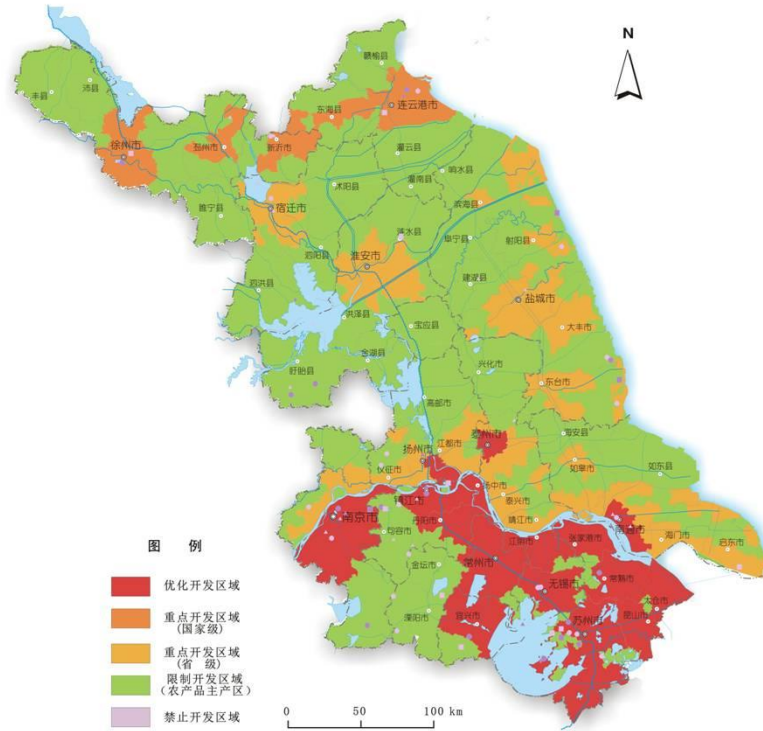 N
赣榆县
丰县
沛县
连云港市
东海县
徐州市
邳州市
新沂市
灌云县
响水县
沭阳县
灌南县
睢宁县
宿迁市
滨海县
涟水县
泗阳县
淮安市
阜宁县
射阳县
泗洪县
建湖县
盐城市
洪泽县
宝应县
大丰市
金湖县
盱眙县
兴化市
东台市
高邮市
泰州市
海安县
江都市
扬州市
仪征市
如皋市
如东县
扬中市
泰兴市
镇江市
南京市
丹阳市
靖江市
南通市
句容市
江阴市
张家港市
海门市
启东市
常州市
金坛市
无锡市
常熟市
太仓市
溧阳市
宜兴市
苏州市
昆山市
图 例
优化开发区域
重点开发区域
(国家级)
重点开发区域
(省 级)
限制开发区域
(农产品主产区)
禁止开发区域
0 50 100 km